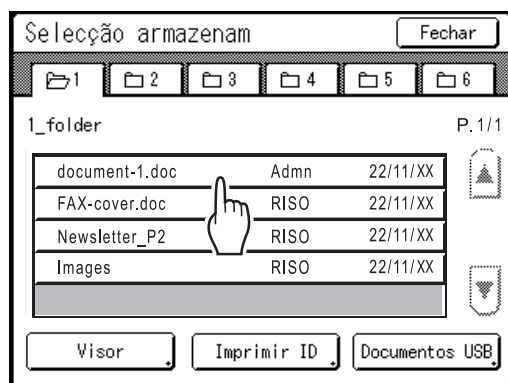 Selecção armazenam Fechar
1 2 3 4 5 6
1_folder P.1/1
document-1.doc Admn 22/11/XX
FAX-cover.doc RISO 22/11/XX
Newsletter_P2 RISO 22/11/XX
Images RISO 22/11/XX
Visor Imprimir ID Documentos USB